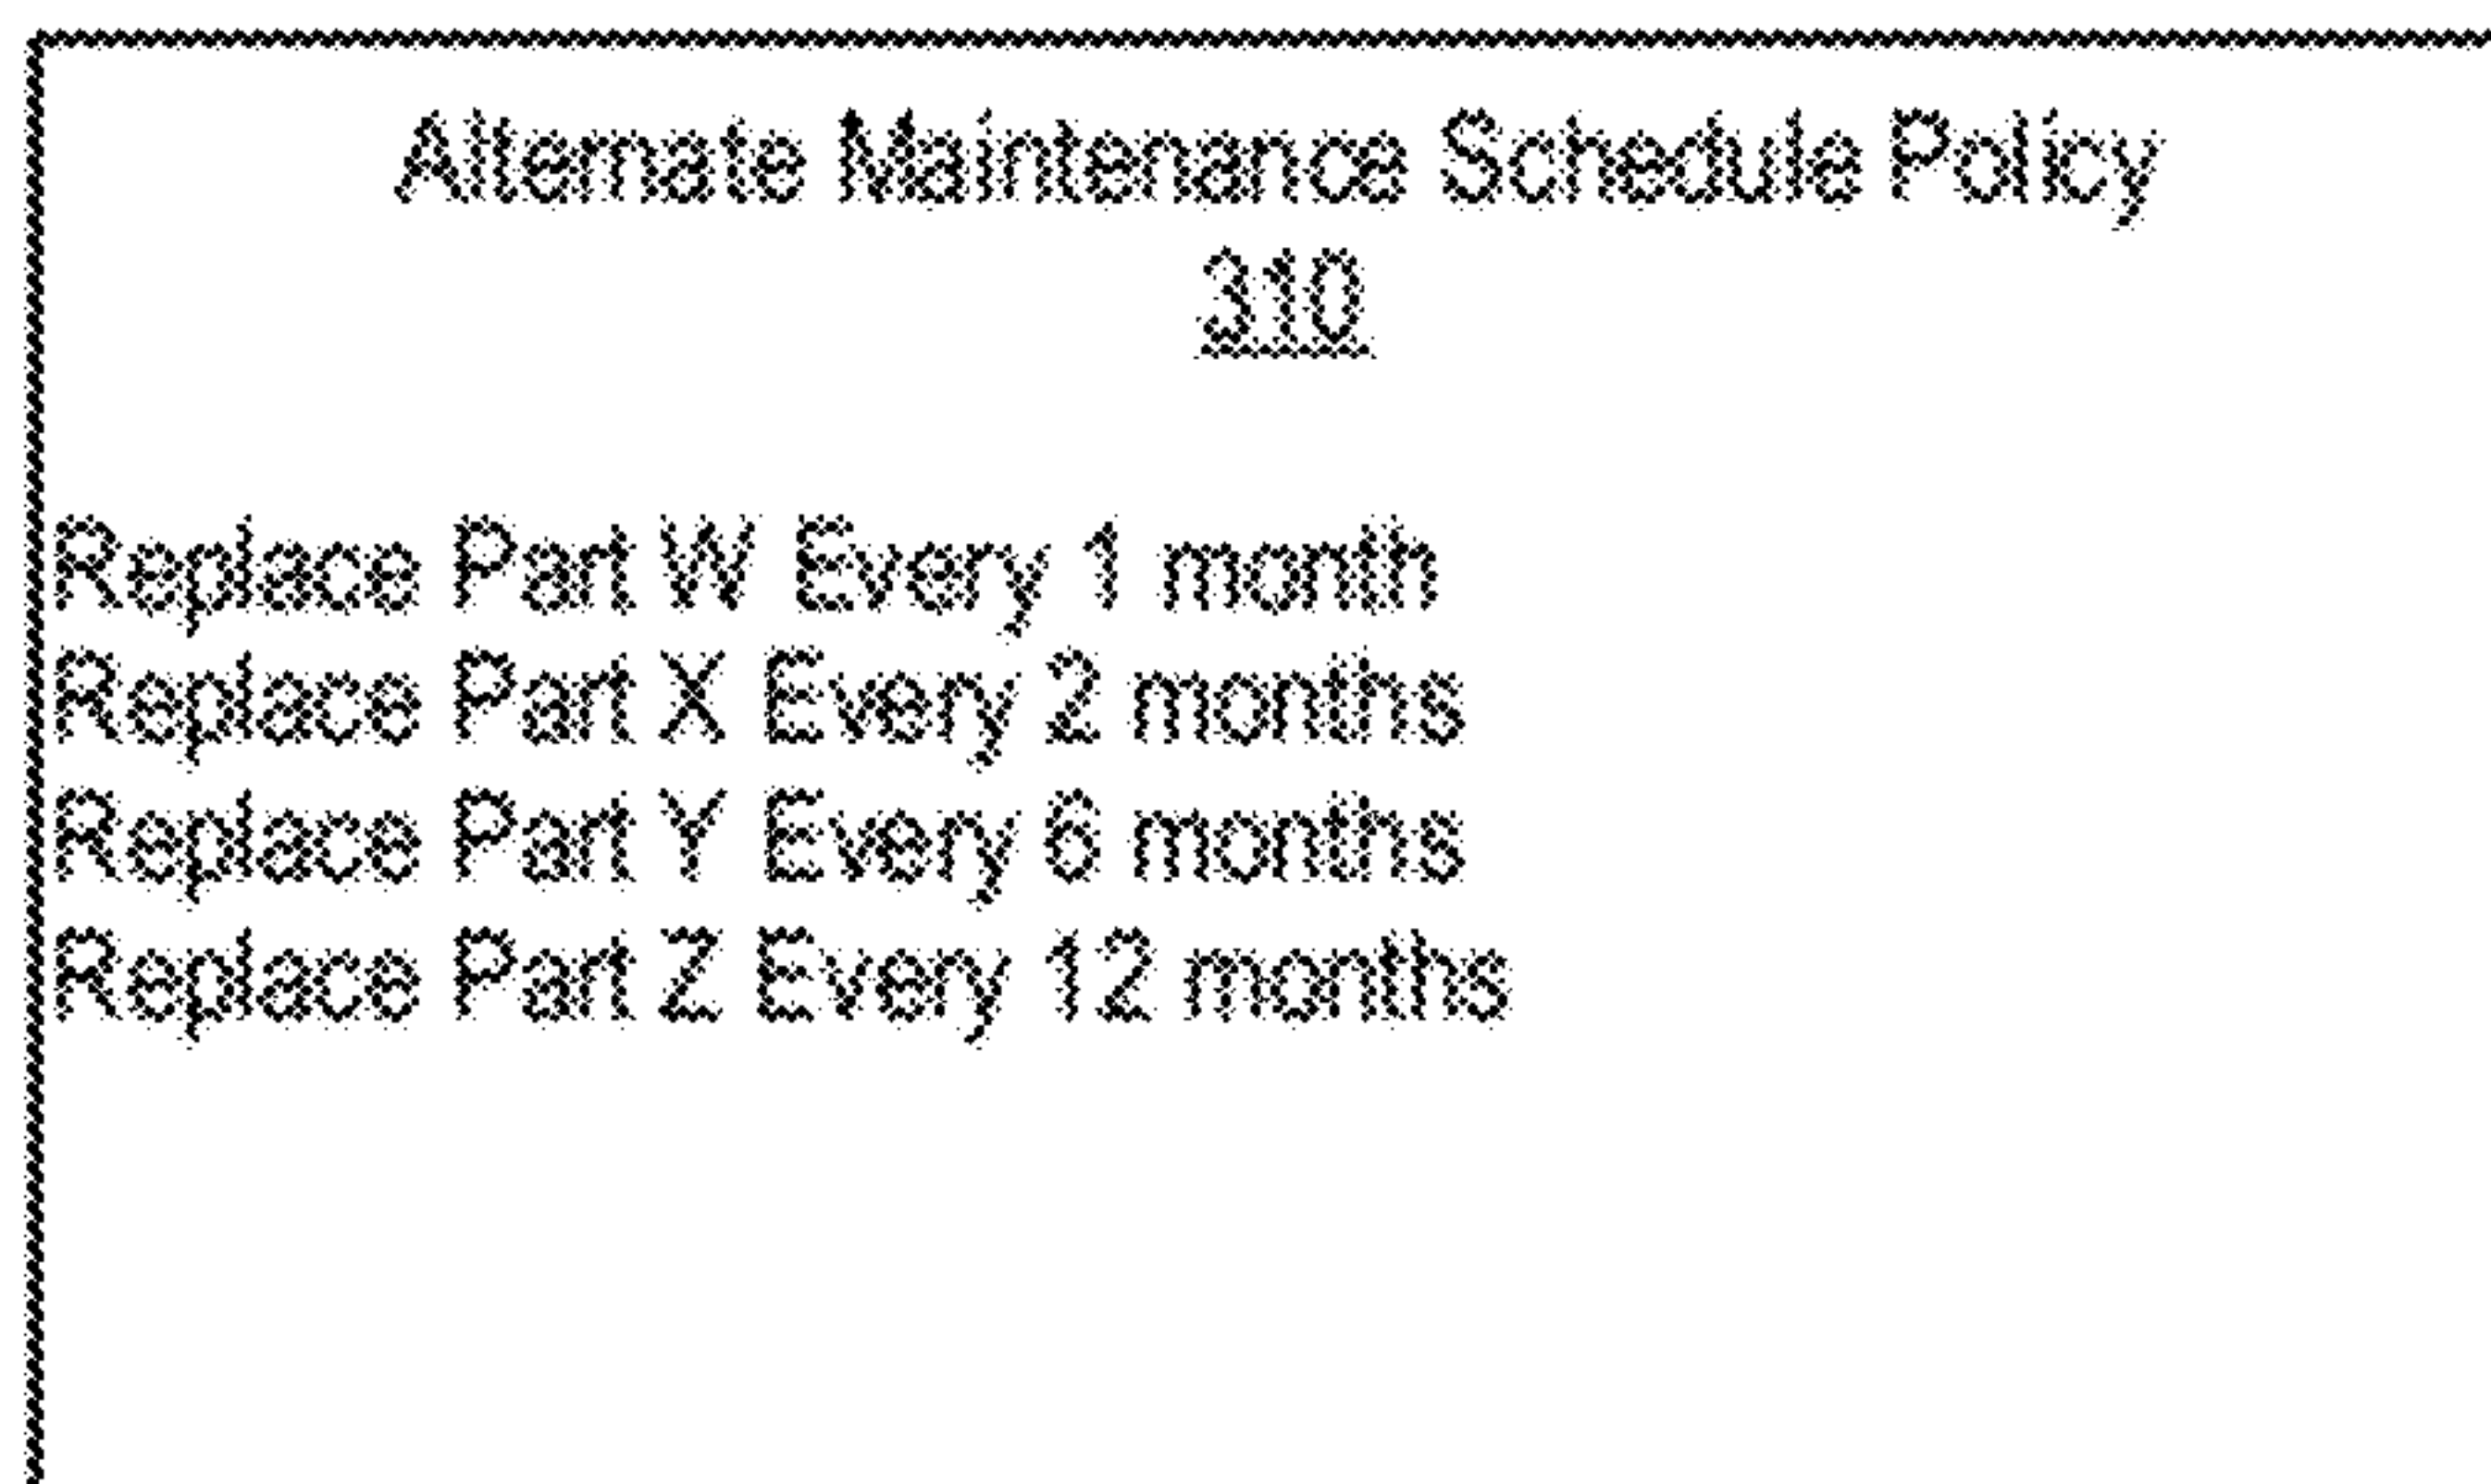 Alternate Maintenance Schedule Policy
310
Replace Part W Every 1 month
Replace Part X Every 2 months
Replace Part Y Every 6 months
Replace Part Z Every 12 months